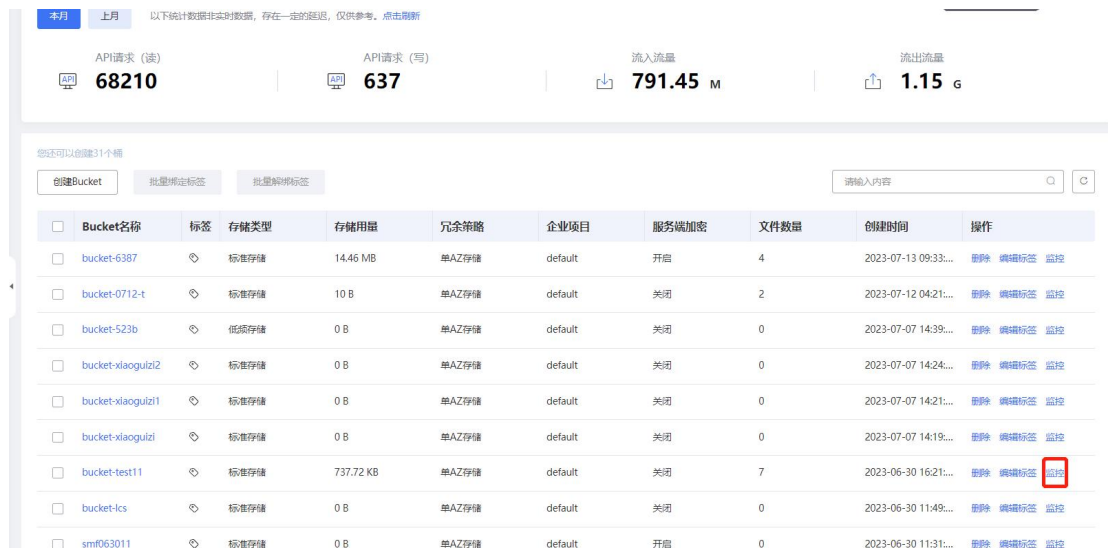 本月 上月 以下统计数据非实时数据，存在一定的延迟，仅供参考。点击刷新
API请求（读） API请求（写） 流入流量 流出流量
API 68210 API 637 791.45 M 1.15 G
您还可以创建31个桶
创建Bucket 批量绑定标签 批量解绑标签 请输入内容
Bucket名称 标签 存储类型 存储用量 冗余策略 企业项目 服务端加密 文件数量 创建时间 操作
bucket-6387 标准存储 14.46 MB 单AZ存储 default 开启 4 2023-07-13 09:33:... 删除 编辑标签 监控
bucket-0712-t 标准存储 10 B 单AZ存储 default 关闭 2 2023-07-12 04:21:... 删除 编辑标签 监控
bucket-523b 低频存储 0 B 单AZ存储 default 关闭 0 2023-07-07 14:39:... 删除 编辑标签 监控
bucket-xiaoguizi2 标准存储 0 B 单AZ存储 default 关闭 0 2023-07-07 14:24:... 删除 编辑标签 监控
bucket-xiaoguizi1 标准存储 0 B 单AZ存储 default 关闭 0 2023-07-07 14:21:... 删除 编辑标签 监控
bucket-xiaoguizi 标准存储 0 B 单AZ存储 default 关闭 0 2023-07-07 14:19:... 删除 编辑标签 监控
bucket-test11 标准存储 737.72 KB 单AZ存储 default 关闭 7 2023-06-30 16:21:... 删除 编辑标签 监控
bucket-lcs 标准存储 0 B 单AZ存储 default 关闭 0 2023-06-30 11:49:... 删除 编辑标签 监控
smf063011 标准存储 0 B 单AZ存储 default 开启 0 2023-06-30 11:31:... 删除 编辑标签 监控